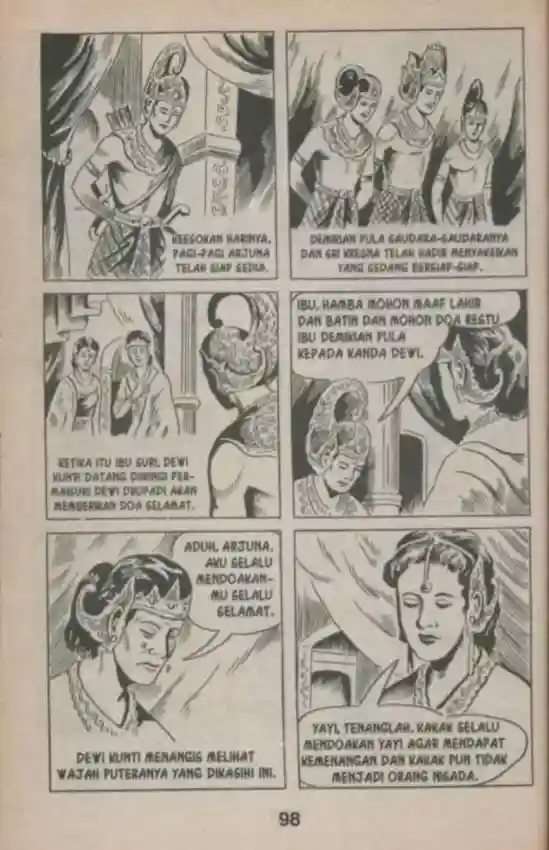 KEESOKAN HARINYA,
PAGI-PAGI ARJUNA
TELAH SIAP SEDIA.
DEMIKIAN PULA SAUDARA-SAUDARANYA
DAN SRI KRESNA TELAH HADIR MENYAKSIKAN
YANG SEDANG BERSIAP-SIAP.
KETIKA ITU IBU SURI, DEWI
KUNTI DATANG DIIRINGI PER-
MAISURI DEWI DRUPADI AKAN
MEMBERIKAN DOA SELAMAT.
IBU, HAMBA MOHON MAAF LAHIR
DAN BATIN DAN MOHON DOA RESTU
IBU DEMIKIAN PULA
KEPADA KANDA DEWI.
ADUH, ARJUNA,
AKU SELALU
MENDOAKAN-
MU SELALU
SELAMAT.
DEWI KUNTI MENANGIS MELIHAT
WAJAH PUTERANYA YANG DIKASIHI INI.
YAYI, TENANGLAH. KAKAK SELALU
MENDOAKAN YAYI AGAR MENDAPAT
KEMENANGAN DAN KAKAK PUN TIDAK
MENJADI ORANG NISADA.
98